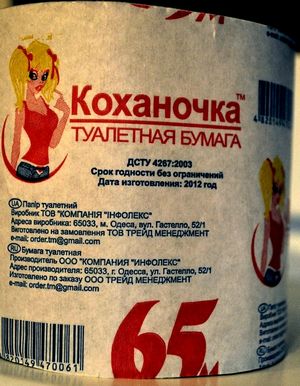 65м
Коханочка™
ТУАЛЕТНАЯ БУМАГА
ДСТУ 4267:2003
Срок годности без ограничений
Дата изготовления: 2012 год
UA Папір туалетний
Виробник ТОВ "КОМПАНІЯ "ІНФОЛЕКС"
Адреса виробника: 65033, м. Одеса, вул. Гастелло, 52/1
Виготовлено на замовлення ТОВ ТРЕЙД МЕНЕДЖМЕНТ
e-mail: order.tm@gmail.com
RU Бумага туалетная
Производитель ООО "КОМПАНИЯ "ИНФОЛЕКС"
Адрес производителя: 65033, г. Одесса, ул. Гастелло, 52/1
Изготовлено по заказу ООО ТРЕЙД МЕНЕДЖМЕНТ
e-mail: order.tm@gmail.com
820149470061
65м